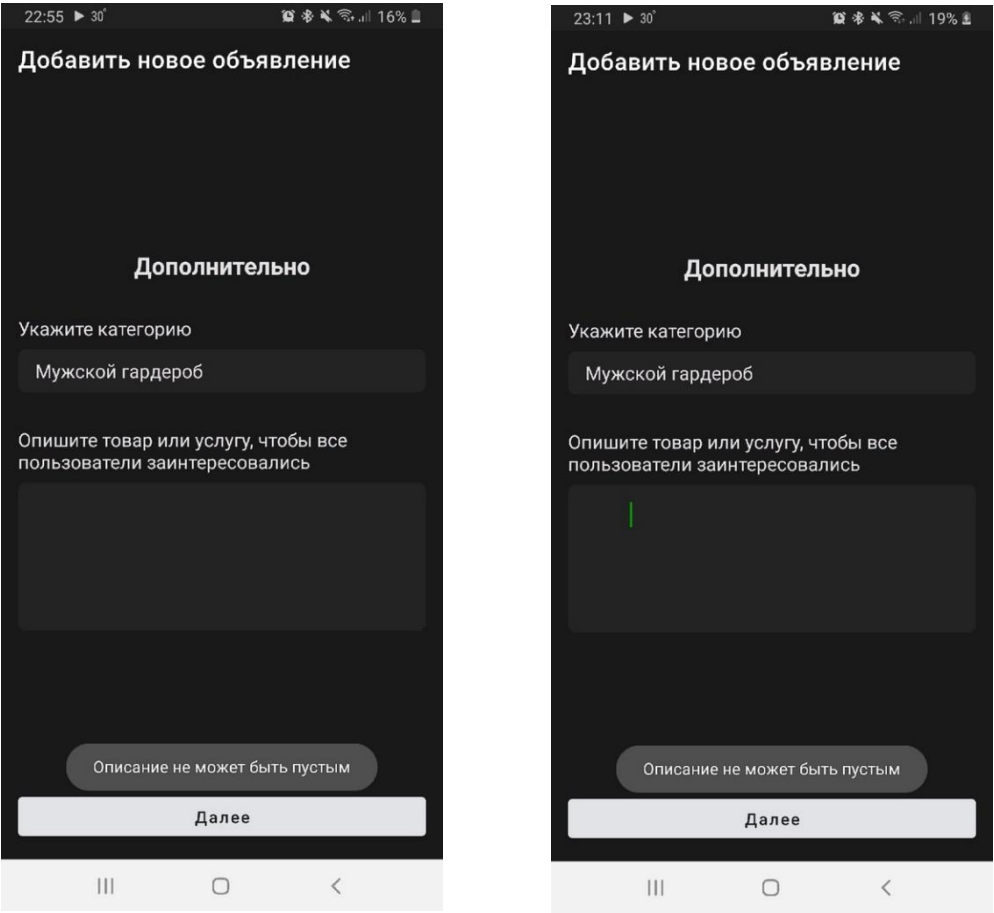 22:55 30°
16%
Добавить новое объявление
Дополнительно
Укажите категорию
Мужской гардероб
Опишите товар или услугу, чтобы все
пользователи заинтересовались
Описание не может быть пустым
Далее
23:11 30°
19%
Добавить новое объявление
Дополнительно
Укажите категорию
Мужской гардероб
Опишите товар или услугу, чтобы все
пользователи заинтересовались
Описание не может быть пустым
Далее